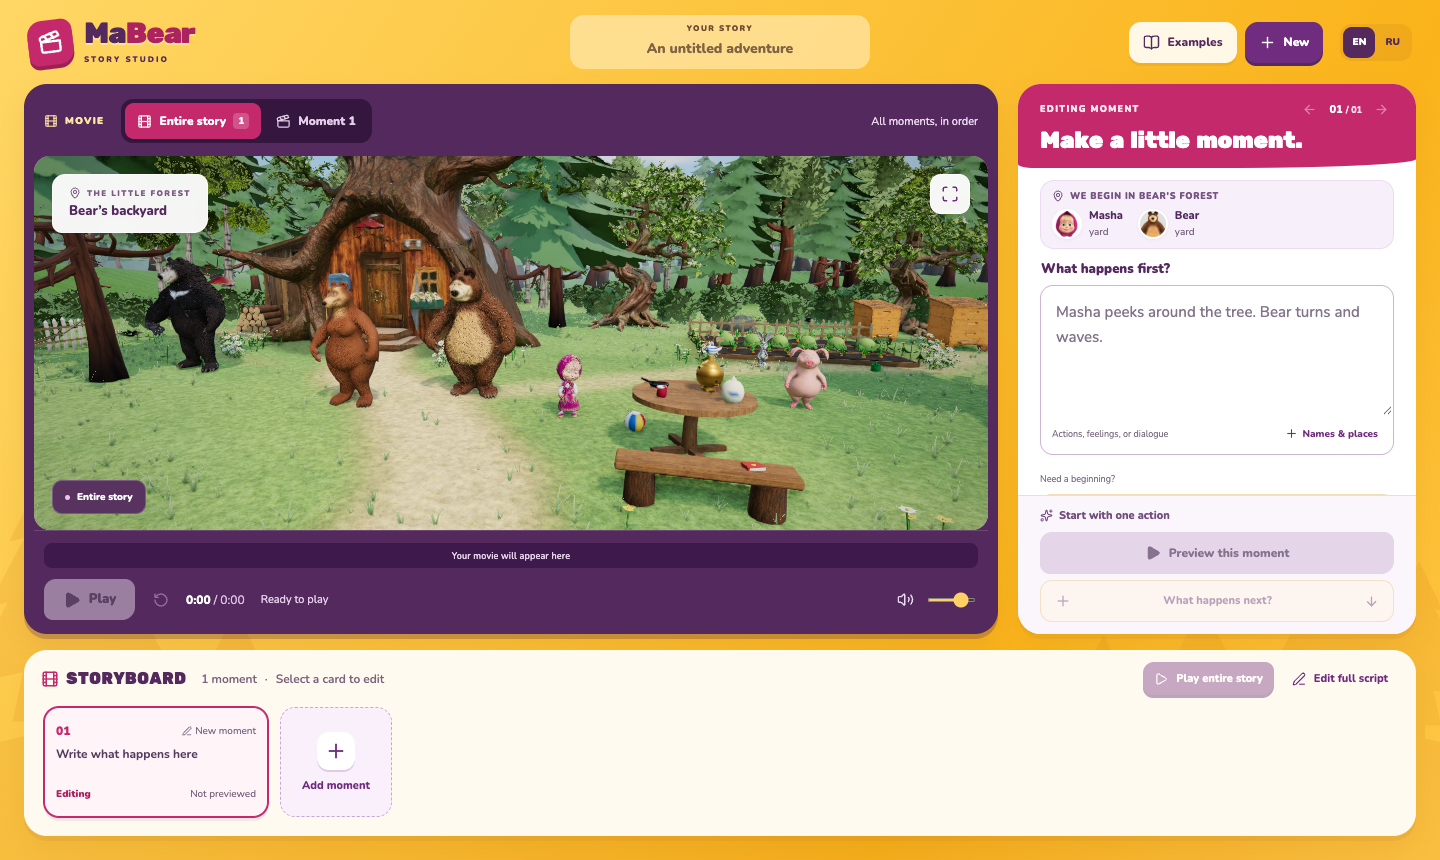 MaBear
STORY STUDIO
YOUR STORY
An untitled adventure
Examples
New
EN
RU
MOVIE
Entire story 1
Moment 1
All moments, in order
THE LITTLE FOREST
Bear's backyard
Entire story
Your movie will appear here
Play
0:00 / 0:00
Ready to play
EDITING MOMENT
01 / 01
Make a little moment.
WE BEGIN IN BEAR'S FOREST
Masha
yard
Bear
yard
What happens first?
Masha peeks around the tree. Bear turns and
waves.
Actions, feelings, or dialogue
Names & places
Need a beginning?
Start with one action
Preview this moment
What happens next?
STORYBOARD
1 moment · Select a card to edit
Play entire story
Edit full script
01
New moment
Write what happens here
Editing
Not previewed
Add moment